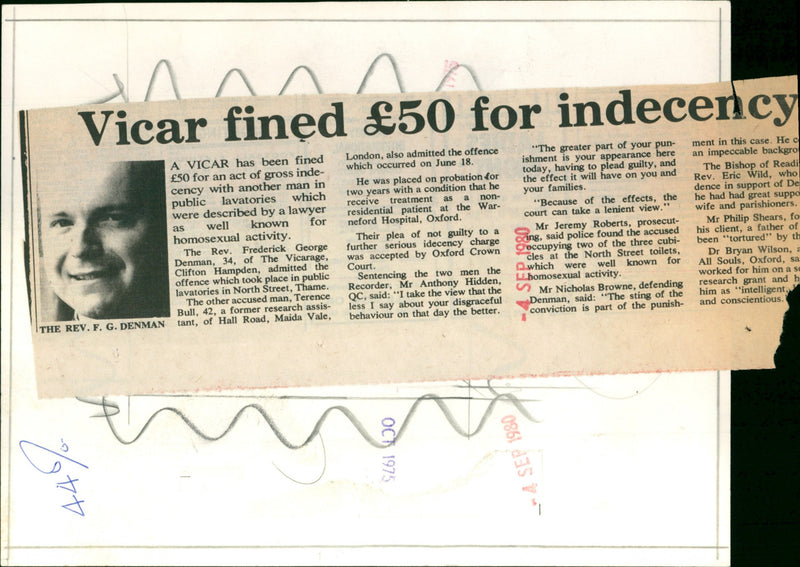 Vicar fined £50 for indecency
A VICAR has been fined
£50 for an act of gross inde-
cency with another man in
public lavatories which
were described by a lawyer
as well known for
homosexual activity.
The Rev. Frederick George
Denman, 34, of The Vicarage,
Clifton Hampden, admitted the
offence which took place in public
lavatories in North Street, Thame.
The other accused man, Terence
Bull, 42, a former research assis-
tant, of Hall Road, Maida Vale,
THE REV. F. G. DENMAN
London, also admitted the offence
which occurred on June 18.
He was placed on probation for
two years with a condition that he
receive treatment as a non-
residential patient at the War-
neford Hospital, Oxford.
Their plea of not guilty to a
further serious idecency charge
was accepted by Oxford Crown
Court.
Sentencing the two men the
Recorder, Mr Anthony Hidden,
QC, said: "I take the view that the
less I say about your disgraceful
behaviour on that day the better.
"The greater part of your pun-
ishment is your appearance here
today, having to plead guilty, and
the effect it will have on you and
your families.
"Because of the effects, the
court can take a lenient view."
Mr Jeremy Roberts, prosecut-
ing, said police found the accused
occupying two of the three cubi-
cles at the North Street toilets,
which were well known for
homosexual activity.
Mr Nicholas Browne, defending
Denman, said: "The sting of the
conviction is part of the punish-
ment in this case. He
an impeccable
The Bishop of
Rev. Eric Wild, who
dence in support of
he had had great
wife and parishioners.
Mr Philip Shears,
his client, a father of
been "tortured" by
Dr Bryan Wilson,
All Souls, Oxford,
worked for him on a
research grant and
him as "intelligent,
and conscientious.
-4 SEP 1980
OCT 1975
-4 SEP 1980
44%